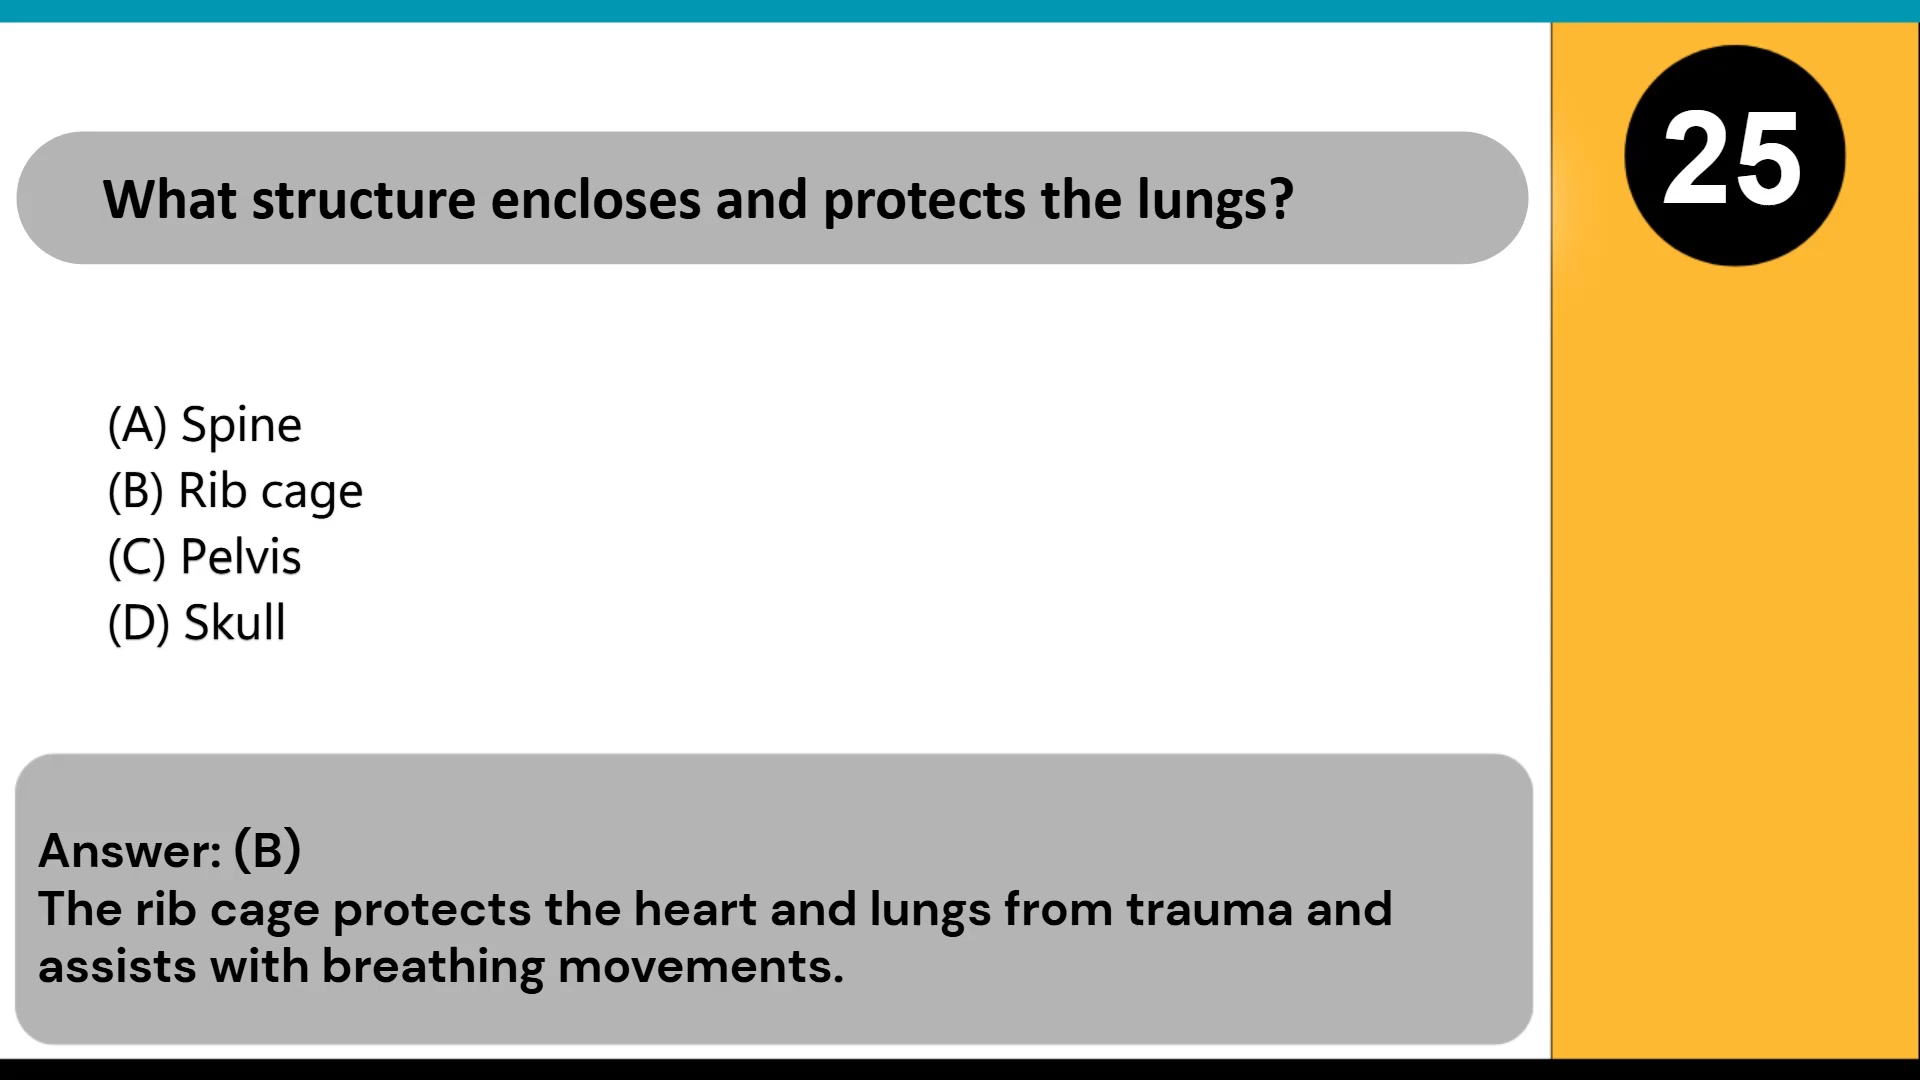 25
What structure encloses and protects the lungs?
(A) Spine
(B) Rib cage
(C) Pelvis
(D) Skull
Answer: (B)
The rib cage protects the heart and lungs from trauma and
assists with breathing movements.